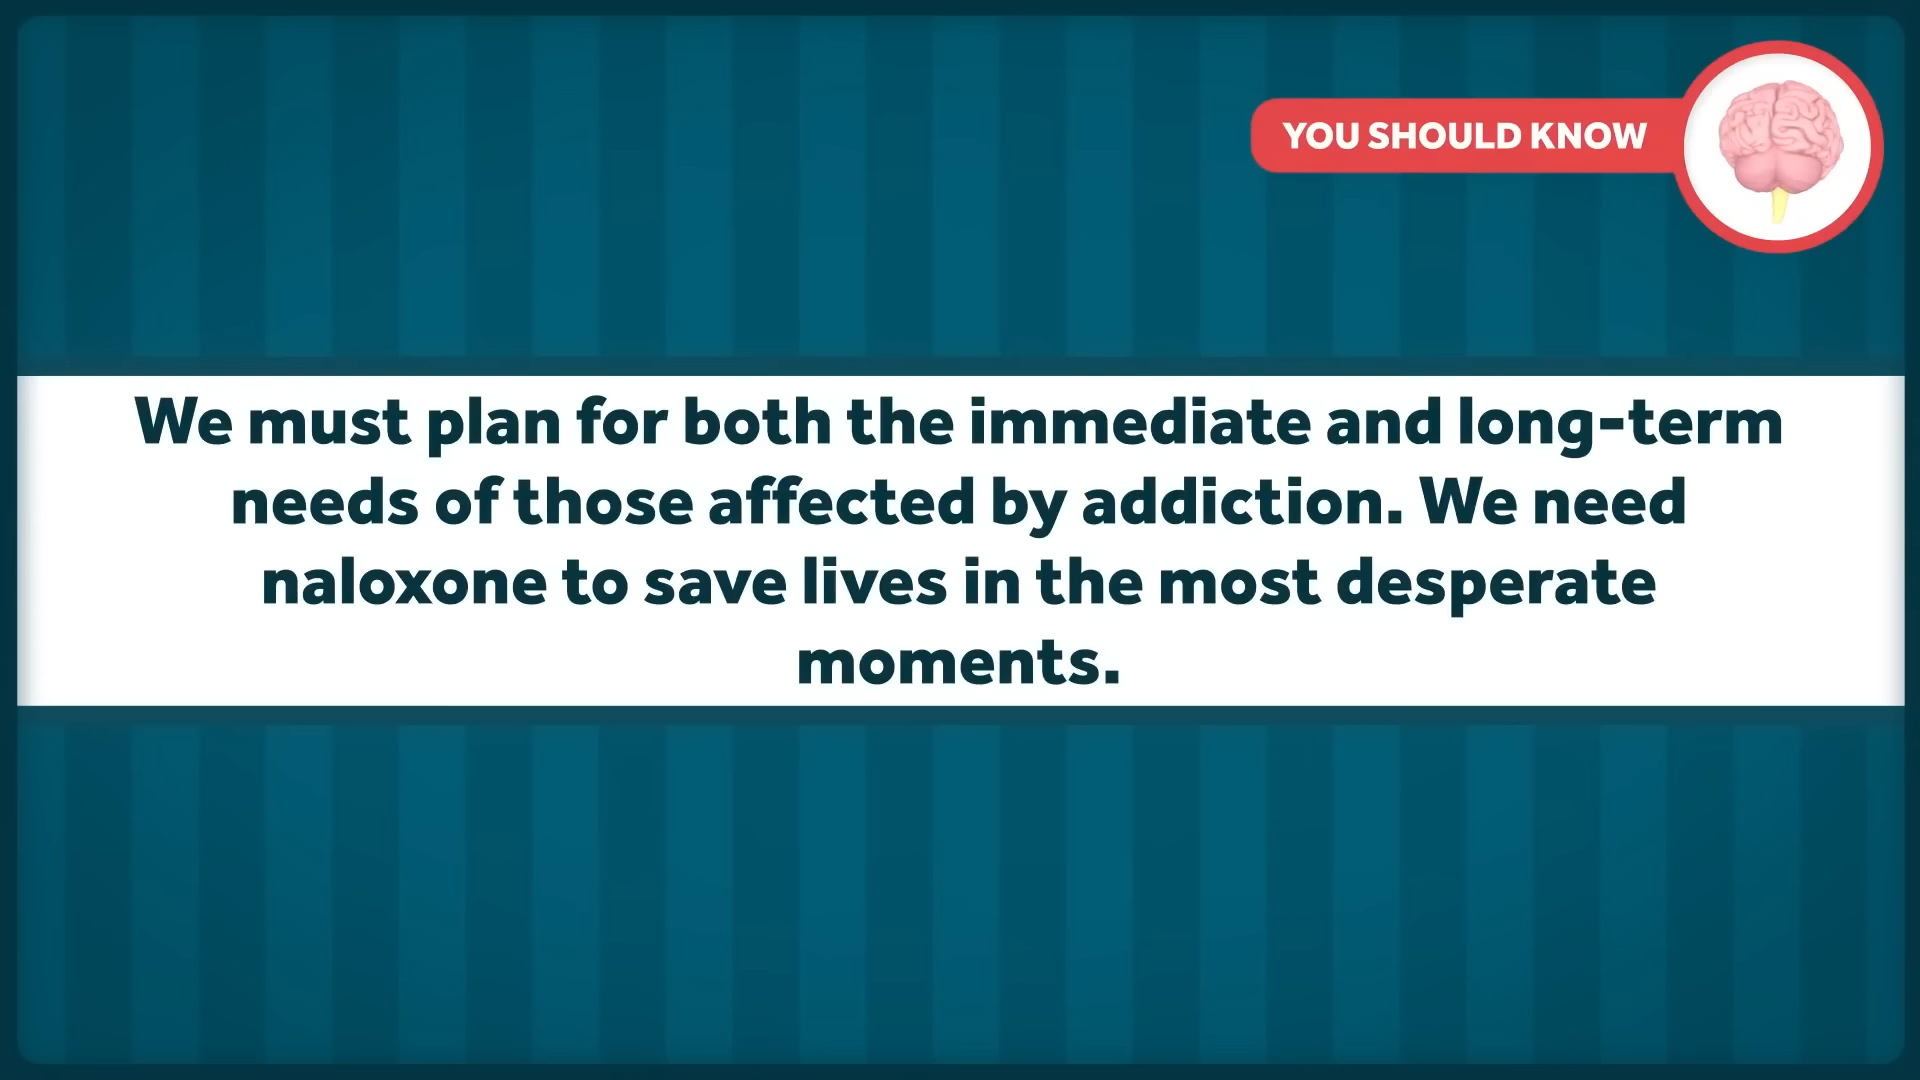 YOU SHOULD KNOW
We must plan for both the immediate and long-term
needs of those affected by addiction. We need
naloxone to save lives in the most desperate
moments.